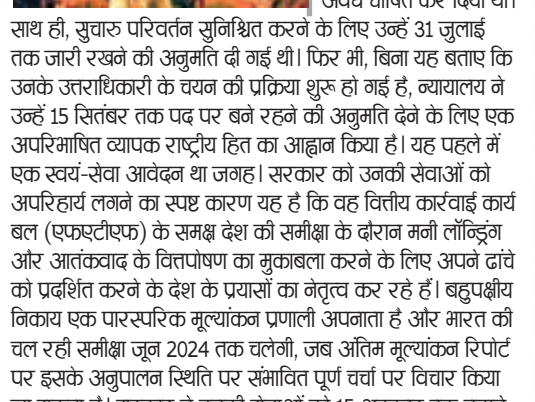 अवैध घोषित कर दिया था।
साथ ही, सुचारु परिवर्तन सुनिश्चित करने के लिए उन्हें 31 जुलाई
तक जारी रखने की अनुमति दी गई थी। फिर भी, बिना यह बताए कि
उनके उत्तराधिकारी के चयन की प्रक्रिया शुरू हो गई है, न्यायालय ने
उन्हें 15 सितंबर तक पद पर बने रहने की अनुमति देने के लिए एक
अपरिभाषित व्यापक राष्ट्रीय हित का आह्वान किया है। यह पहले में
एक स्वयं-सेवा आवेदन था जगह। सरकार को उनकी सेवाओं को
अपरिहार्य लगने का स्पष्ट कारण यह है कि वह वित्तीय कार्रवाई कार्य
बल (एफएटीएफ) के समक्ष देश की समीक्षा के दौरान मनी लॉन्ड्रिंग
और आतंकवाद के वित्तपोषण का मुकाबला करने के लिए अपने ढांचे
को प्रदर्शित करने के देश के प्रयासों का नेतृत्व कर रहे हैं। बहुपक्षीय
निकाय एक पारस्परिक मूल्यांकन प्रणाली अपनाता है और भारत की
चल रही समीक्षा जून 2024 तक चलेगी, जब अंतिम मूल्यांकन रिपोर्ट
पर इसके अनुपालन स्थिति पर संभावित पूर्ण चर्चा पर विचार किया